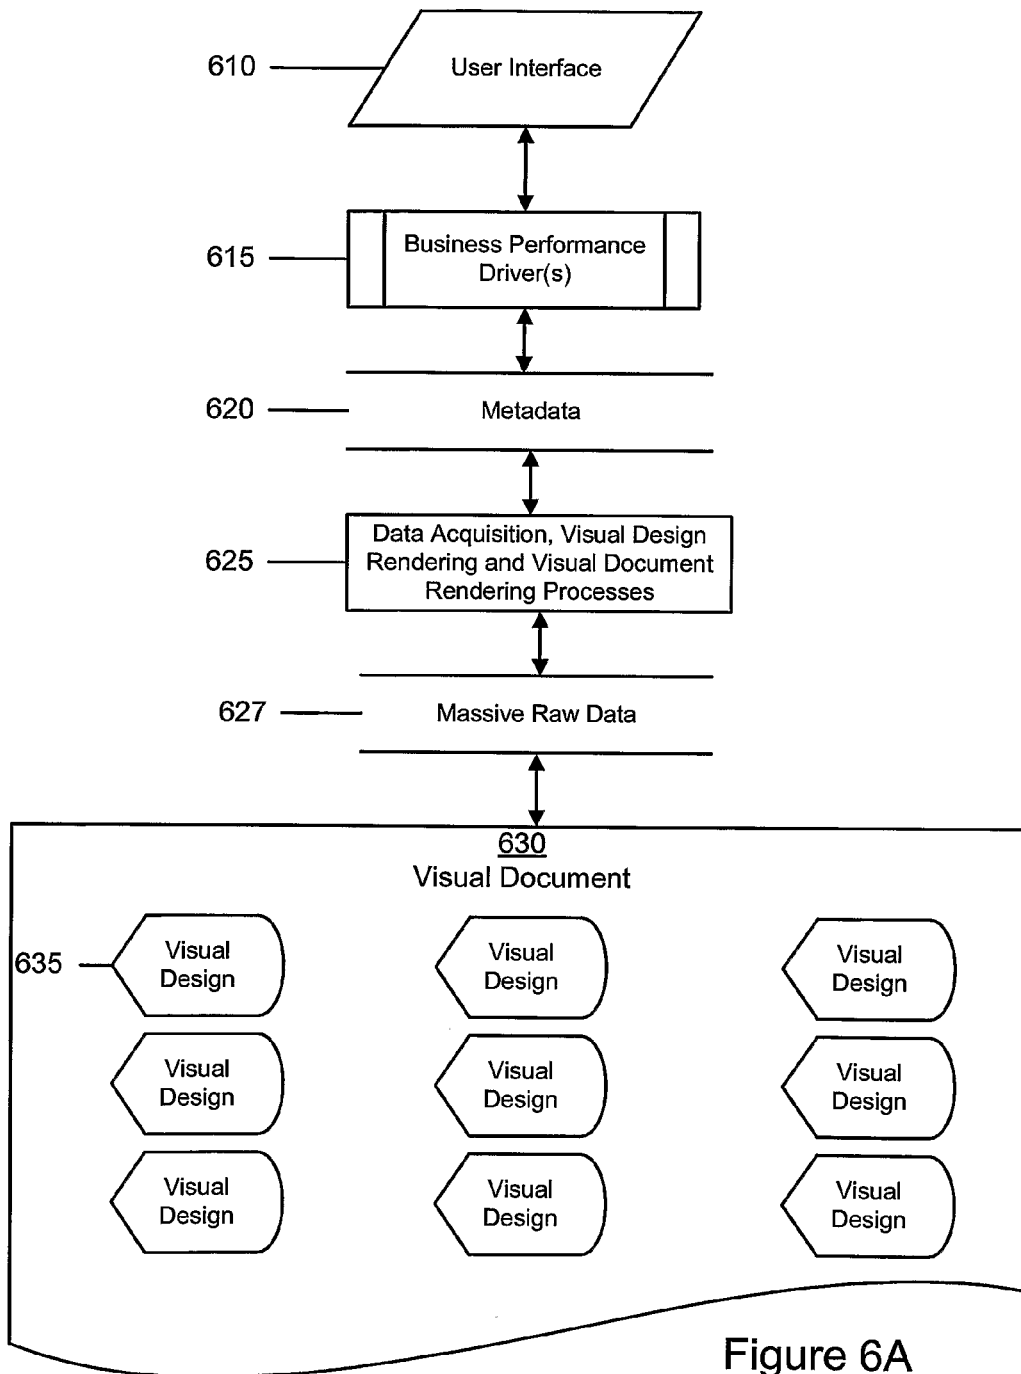 610
User Interface
615
Business Performance
Driver(s)
620
Metadata
625
Data Acquisition, Visual Design
Rendering and Visual Document
Rendering Processes
627
Massive Raw Data
630
Visual Document
635
Visual
Design
Visual
Design
Visual
Design
Visual
Design
Visual
Design
Visual
Design
Visual
Design
Visual
Design
Visual
Design
Figure 6A